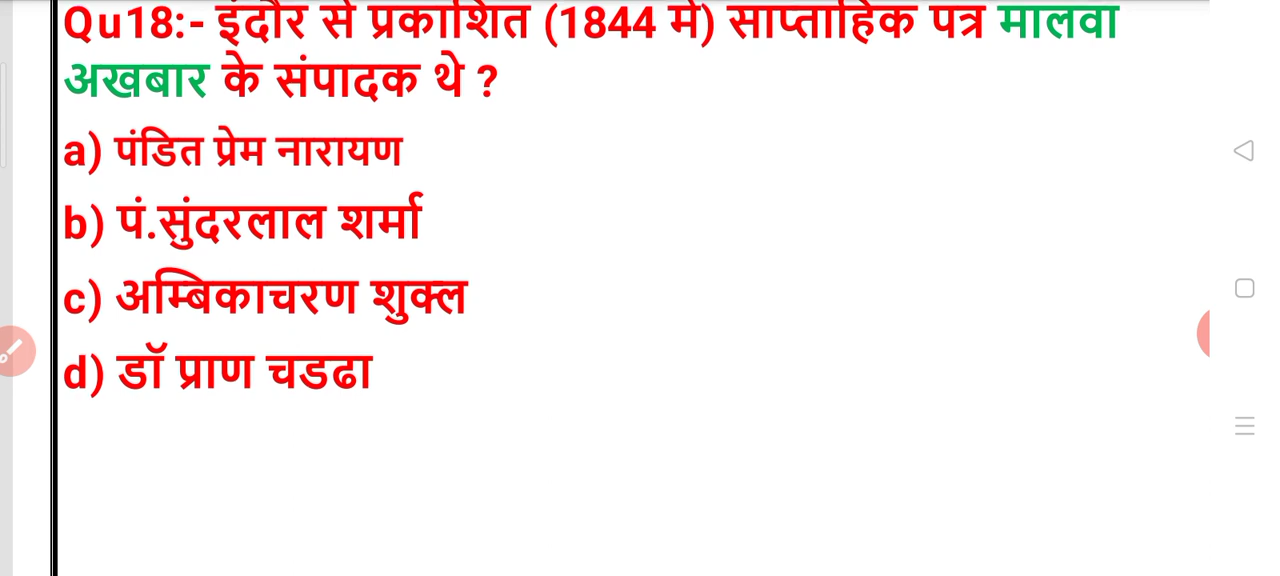 Qu18:- इंदौर से प्रकाशित (1844 में) साप्ताहिक पत्र मालवा
अखबार के संपादक थे ?
a) पंडित प्रेम नारायण
b) पं.सुंदरलाल शर्मा
c) अम्बिकाचरण शुक्ल
d) डॉ प्राण चडढा